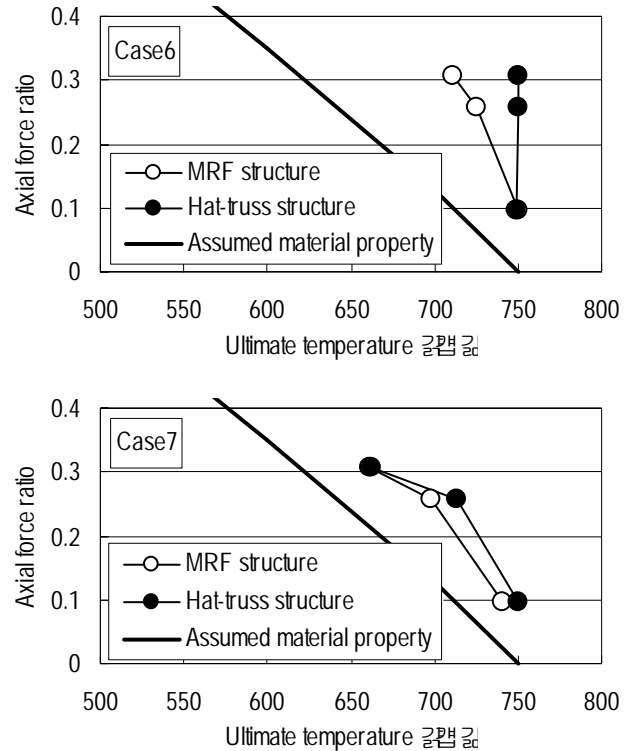 0.4
Case6
0.3
0.2
0.1
0
Axial force ratio
MRF structure
Hat-truss structure
Assumed material property
500 550 600 650 700 750 800
Ultimate temperature
0.4
Case7
0.3
0.2
0.1
0
Axial force ratio
MRF structure
Hat-truss structure
Assumed material property
500 550 600 650 700 750 800
Ultimate temperature